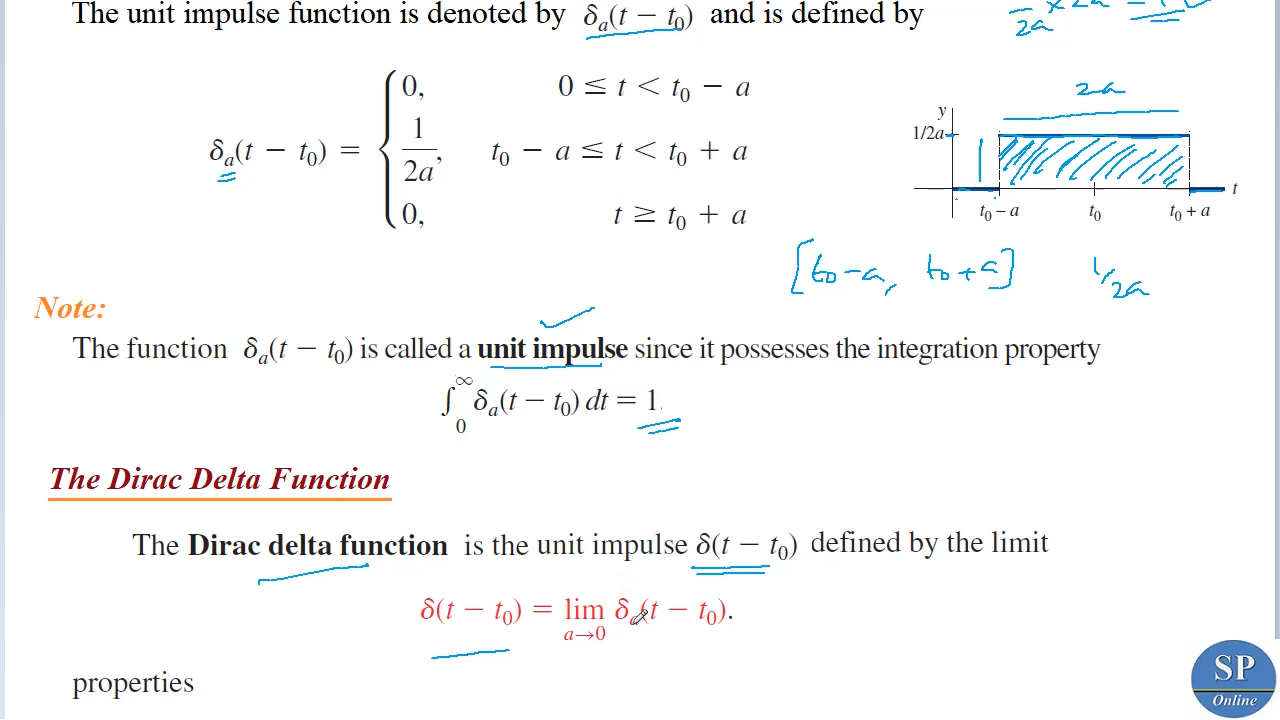 The unit impulse function is denoted by δₐ(t − t₀) and is defined by
2a × 2a = 1
δₐ(t − t₀) = { 0, 0 ≤ t < t₀ − a
1/2a, t₀ − a ≤ t < t₀ + a
0, t ≥ t₀ + a
2a
y
1/2a
t
t₀ − a t₀ t₀ + a
[t₀ − a, t₀ + a] 1/2a
Note:
The function δₐ(t − t₀) is called a unit impulse since it possesses the integration property
∫₀^∞ δₐ(t − t₀) dt = 1.
The Dirac Delta Function
The Dirac delta function is the unit impulse δ(t − t₀) defined by the limit
δ(t − t₀) = lim a→0 δₐ(t − t₀).
properties
SP
Online